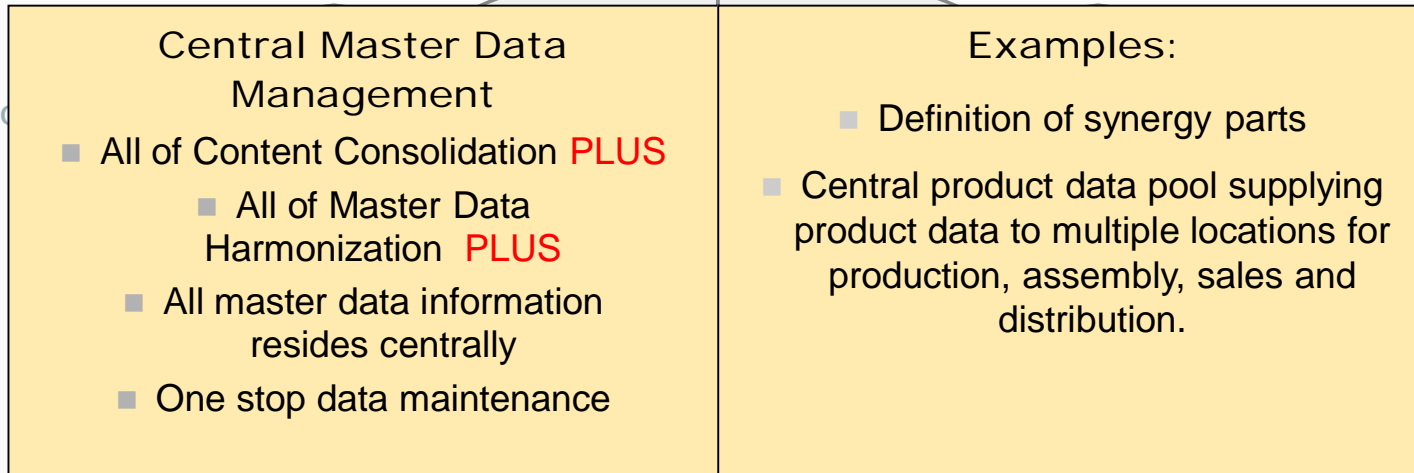 Central Master Data
Management
■ All of Content Consolidation PLUS
■ All of Master Data
Harmonization PLUS
■ All master data information
resides centrally
■ One stop data maintenance
Examples:
■ Definition of synergy parts
■ Central product data pool supplying
product data to multiple locations for
production, assembly, sales and
distribution.